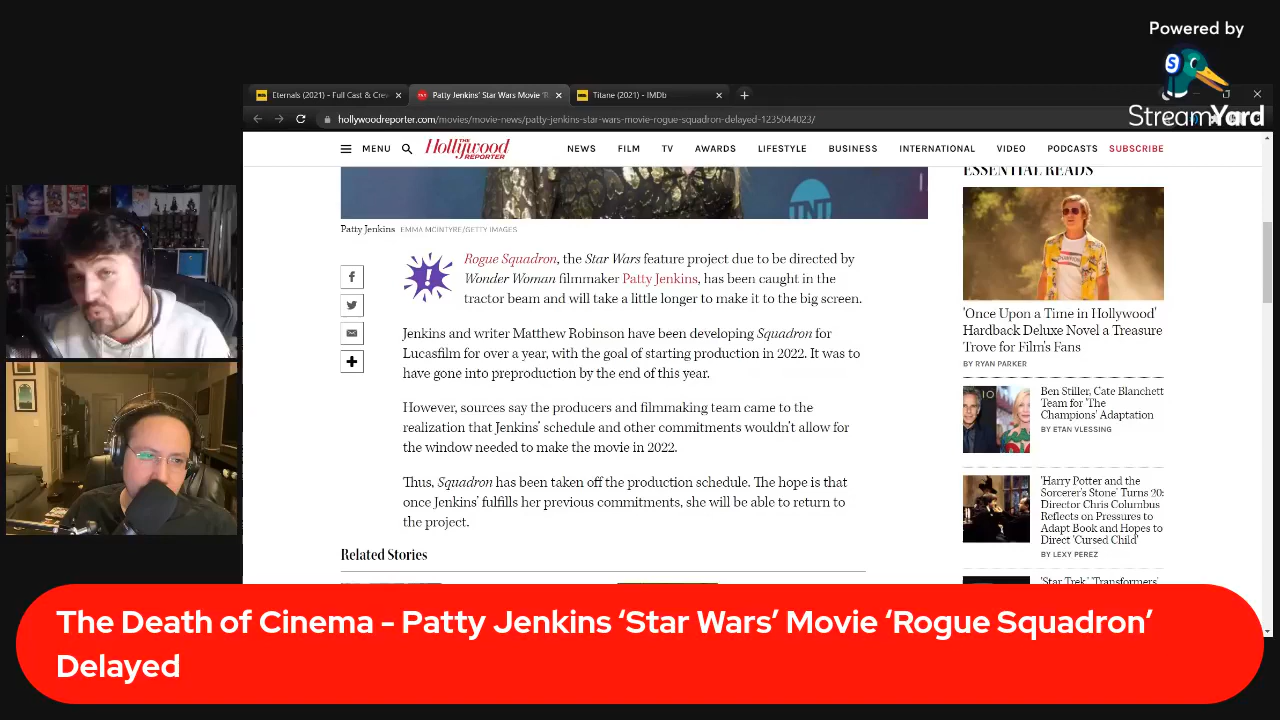 Powered by
StreamYard
Eternals (2021) - Full Cast & Crew
Patty Jenkins' Star Wars Movie 'R
Titane (2021) - IMDb
hollywoodreporter.com/movies/movie-news/patty-jenkins-star-wars-movie-rogue-squadron-delayed-1235044023/
MENU
THE
Hollywood
REPORTER
NEWS FILM TV AWARDS LIFESTYLE BUSINESS INTERNATIONAL VIDEO PODCASTS SUBSCRIBE
TNT
Patty Jenkins EMMA MCINTYRE/GETTY IMAGES
Rogue Squadron, the Star Wars feature project due to be directed by
Wonder Woman filmmaker Patty Jenkins, has been caught in the
tractor beam and will take a little longer to make it to the big screen.
Jenkins and writer Matthew Robinson have been developing Squadron for
Lucasfilm for over a year, with the goal of starting production in 2022. It was to
have gone into preproduction by the end of this year.
However, sources say the producers and filmmaking team came to the
realization that Jenkins' schedule and other commitments wouldn't allow for
the window needed to make the movie in 2022.
Thus, Squadron has been taken off the production schedule. The hope is that
once Jenkins' fulfills her previous commitments, she will be able to return to
the project.
Related Stories
ESSENTIAL READS
'Once Upon a Time in Hollywood'
Hardback Deluxe Novel a Treasure
Trove for Film's Fans
BY RYAN PARKER
Ben Stiller, Cate Blanchett
Team for 'The
Champions' Adaptation
BY ETAN VLESSING
'Harry Potter and the
Sorcerer's Stone' Turns 20:
Director Chris Columbus
Reflects on Pressures to
Adapt Book and Hopes to
Direct 'Cursed Child'
BY LEXY PEREZ
'Star Trek,' 'Transformers'
The Death of Cinema - Patty Jenkins ‘Star Wars’ Movie ‘Rogue Squadron’
Delayed